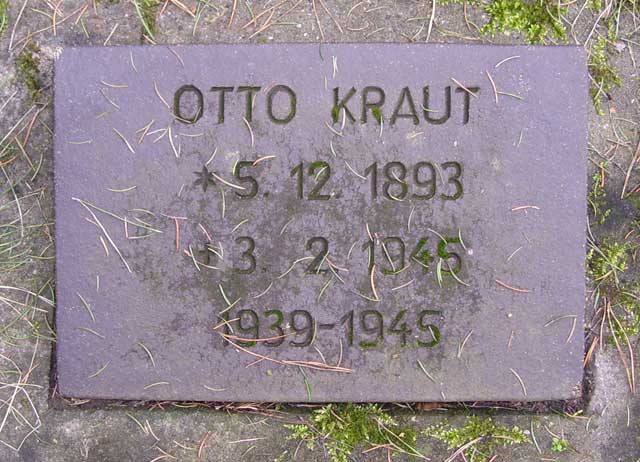 OTTO KRAUT
* 5. 12. 1893
+ 3. 2. 1945
1939-1945